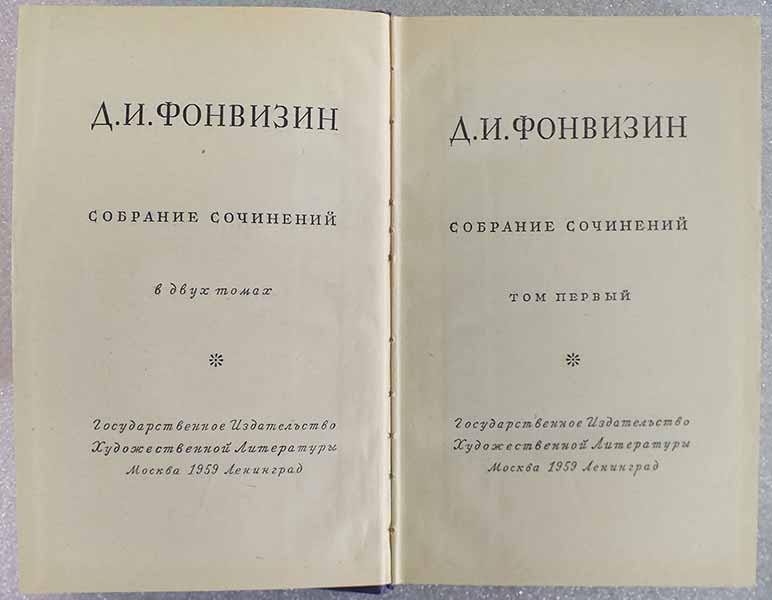 Д.И.ФОНВИЗИН
СОБРАНИЕ СОЧИНЕНИЙ
в двух томах
Государственное Издательство
Художественной Литературы
Москва 1959 Ленинград
Д.И.ФОНВИЗИН
СОБРАНИЕ СОЧИНЕНИЙ
ТОМ ПЕРВЫЙ
Государственное Издательство
Художественной Литературы
Москва 1959 Ленинград